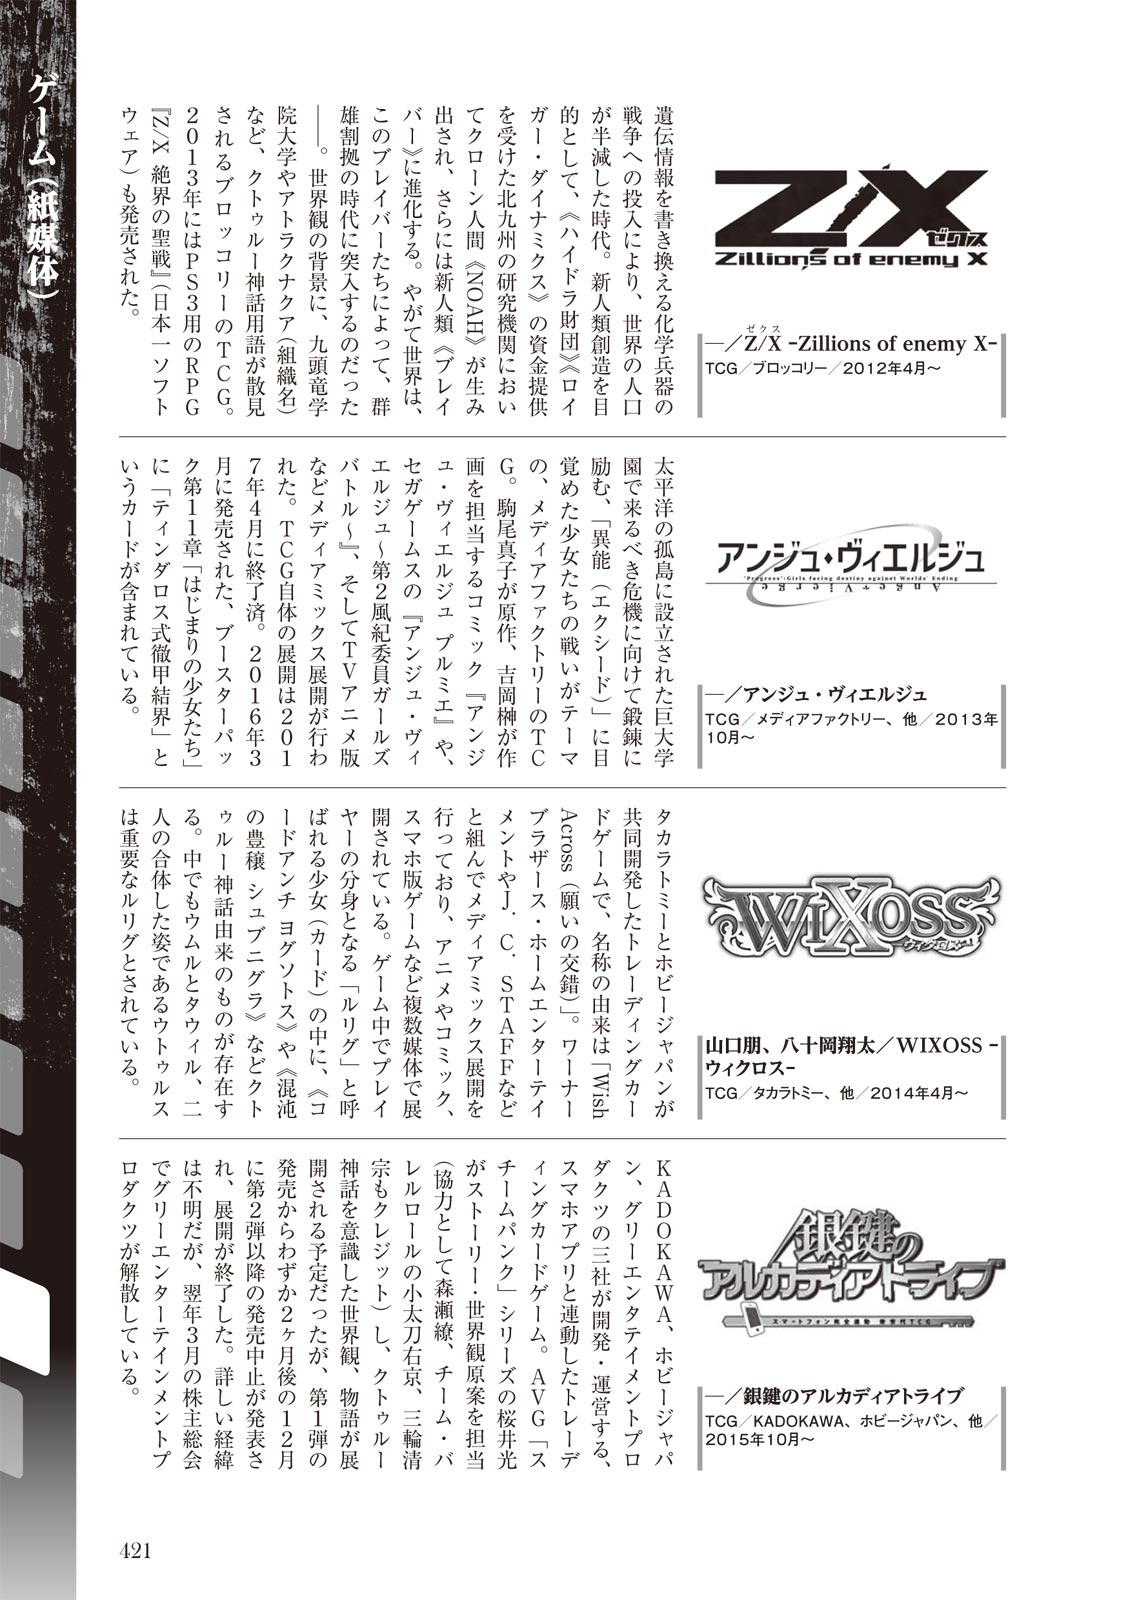 ゲーム（紙媒体）
Z/X
ゼクス
Zillions of enemy X
ゼクス
―／Z/X -Zillions of enemy X-
TCG／ブロッコリー／2012年4月～
遺伝情報を書き換える化学兵器の
戦争への投入により、世界の人口
が半減した時代。新人類創造を目
的として、《ハイドラ財団》《ロイ
ガー・ダイナミクス》の資金提供
を受けた北九州の研究機関におい
てクローン人間《NOAH》が生み
出され、さらには新人類《ブレイ
バー》に進化する。やがて世界は、
このブレイバーたちによって、群
雄割拠の時代に突入するのだった
――。世界観の背景に、九頭竜学
院大学やアトラクナクア（組織名）
など、クトゥルー神話用語が散見
されるブロッコリーのTCG。
2013年にはPS3用のRPG
『Z/X 絶界の聖戦』（日本一ソフト
ウェア）も発売された。
アンジュ・ヴィエルジュ
"Progress":Girls facing destiny against Worlds' Ending
Ange Vierge
―／アンジュ・ヴィエルジュ
TCG／メディアファクトリー、他／2013年
10月～
太平洋の孤島に設立された巨大学
園で来るべき危機に向けて鍛錬に
励む、「異能（エクシード）」に目
覚めた少女たちの戦いがテーマ
の、メディアファクトリーのTC
G。駒尾真子が原作、吉岡榊が作
画を担当するコミック『アンジ
ュ・ヴィエルジュ プルミエ』や、
セガゲームスの『アンジュ・ヴィ
エルジュ～第2風紀委員ガールズ
バトル～』、そしてTVアニメ版
などメディアミックス展開が行わ
れた。TCG自体の展開は201
7年4月に終了済。2016年3
月に発売された、ブースターパッ
ク第11章「はじまりの少女たち」
に「ティンダロス式徹甲結界」と
いうカードが含まれている。
WIXOSS
ウィクロス
山口朋、八十岡翔太／WIXOSS -
ウィクロス-
TCG／タカラトミー、他／2014年4月～
タカラトミーとホビージャパンが
共同開発したトレーディングカー
ドゲームで、名称の由来は「Wish
Across（願いの交錯）」。ワーナー
ブラザース・ホームエンターテイ
メントやJ．C．STAFFなど
と組んでメディアミックス展開を
行っており、アニメやコミック、
スマホ版ゲームなど複数媒体で展
開されている。ゲーム中でプレイ
ヤーの分身となる「ルリグ」と呼
ばれる少女（カード）の中に、《コ
ードアンチ ヨグソトス》や《混沌
の豊穣 シュブニグラ》などクト
ゥルー神話由来のものが存在す
る。中でもウムルとタウィル、二
人の合体した姿であるウトゥルス
は重要なルリグとされている。
銀鍵の
アルカディアトライブ
スマートフォン完全連動 新世代TCG
―／銀鍵のアルカディアトライブ
TCG／KADOKAWA、ホビージャパン、他／
2015年10月～
KADOKAWA、ホビージャパ
ン、グリーエンタテイメントプロ
ダクツの三社が開発・運営する、
スマホアプリと連動したトレーデ
ィングカードゲーム。AVG「ス
チームパンク」シリーズの桜井光
がストーリー・世界観原案を担当
（協力として森瀬繚、チーム・バ
レルロールの小太刀右京、三輪清
宗もクレジット）し、クトゥルー
神話を意識した世界観、物語が展
開される予定だったが、第1弾の
発売からわずか2ヶ月後の12月
に第2弾以降の発売中止が発表さ
れ、展開が終了した。詳しい経緯
は不明だが、翌年3月の株主総会
でグリーエンターテインメントプ
ロダクツが解散している。
421